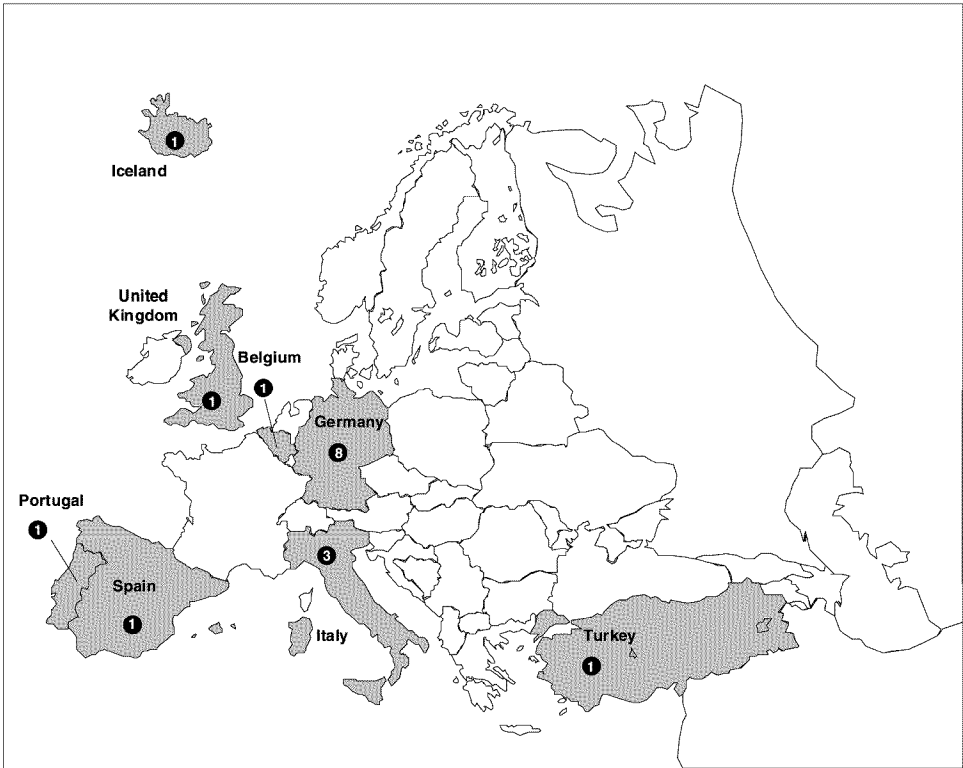 1
Iceland
United
Kingdom
1
Belgium
1
Germany
8
Portugal
1
Spain
1
3
Italy
Turkey
1